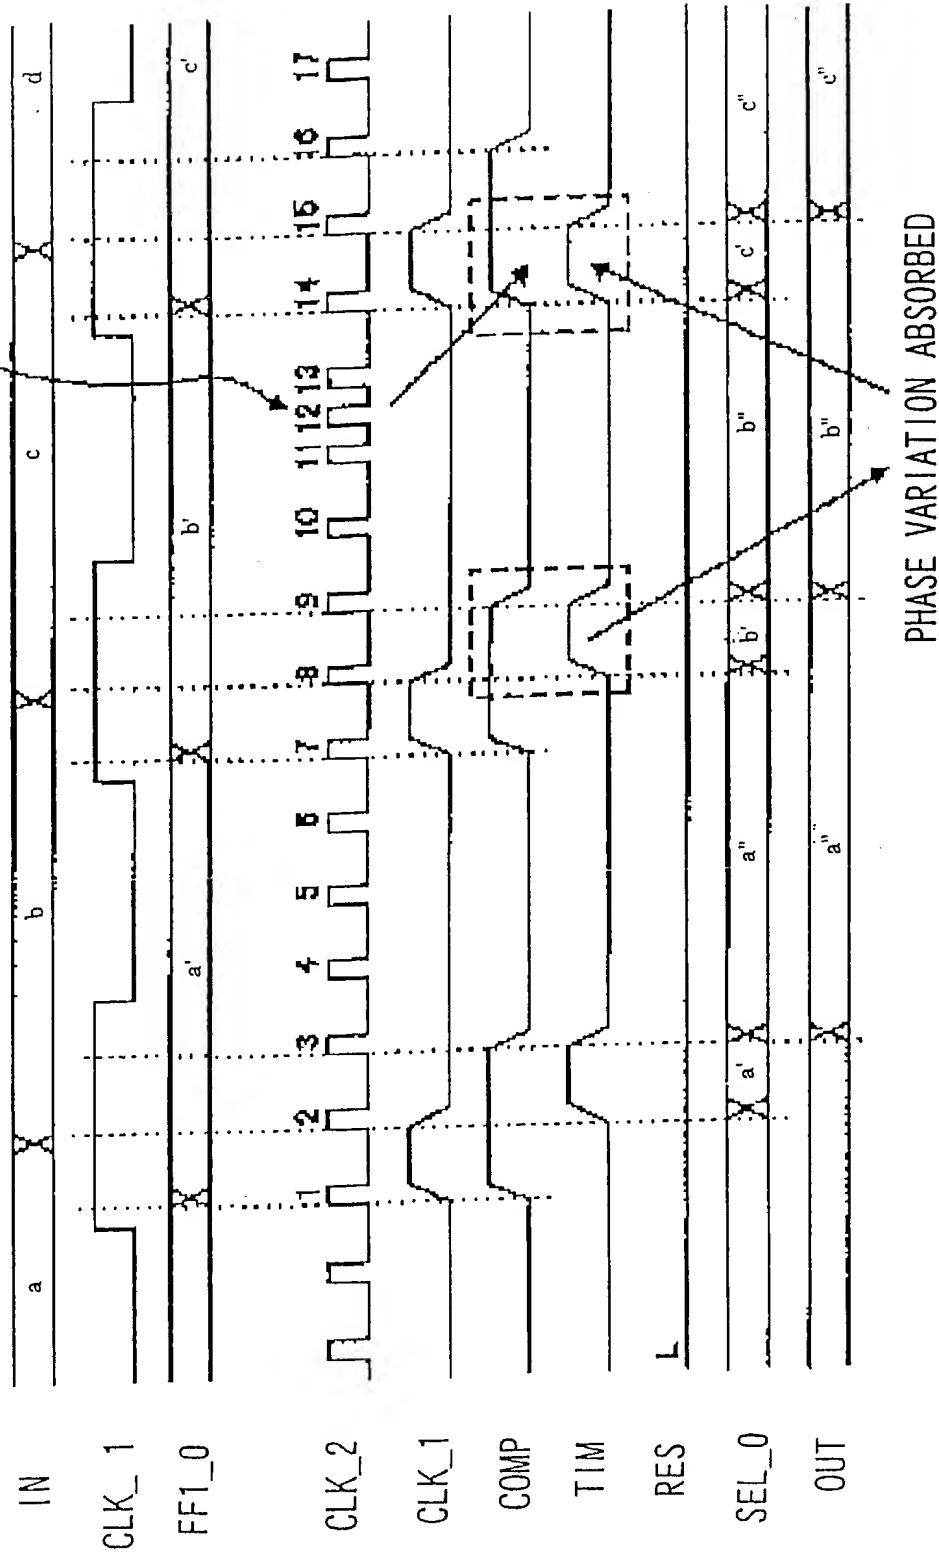 IN a b c d
CLK_1
FF1_0 a' b' c'
CLK_2 1 2 3 4 5 6 7 8 9 10 11 12 13 14 15 16 17
CLK_1
COMP
TIM
RES L
SEL_0 a' a" b' b" c' c"
OUT a" b" c"
PHASE VARIATION ABSORBED